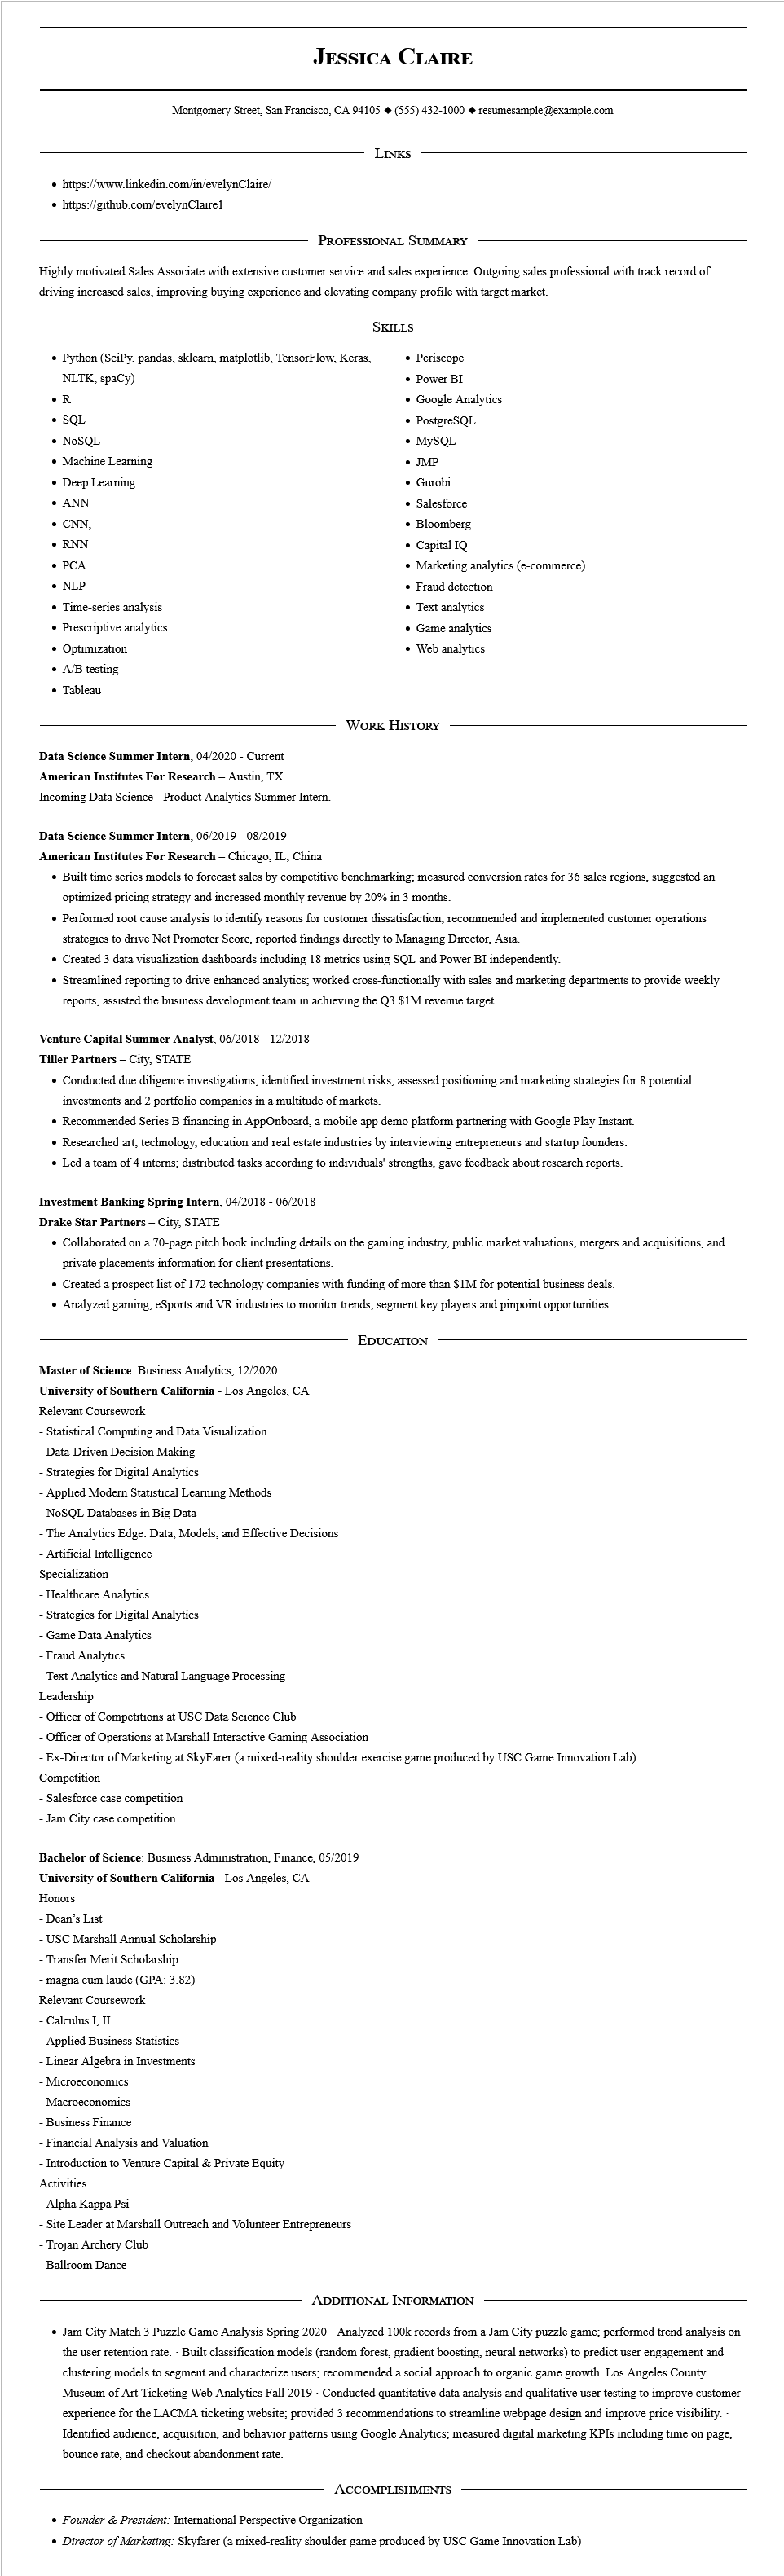 Jessica Claire
Montgomery Street, San Francisco, CA 94105 ◆ (555) 432-1000 ◆ resumesample@example.com
Links
• https://www.linkedin.com/in/evelynClaire/
• https://github.com/evelynClaire1
Professional Summary
Highly motivated Sales Associate with extensive customer service and sales experience. Outgoing sales professional with track record of
driving increased sales, improving buying experience and elevating company profile with target market.
Skills
• Python (SciPy, pandas, sklearn, matplotlib, TensorFlow, Keras,
NLTK, spaCy)
• R
• SQL
• NoSQL
• Machine Learning
• Deep Learning
• ANN
• CNN,
• RNN
• PCA
• NLP
• Time-series analysis
• Prescriptive analytics
• Optimization
• A/B testing
• Tableau
• Periscope
• Power BI
• Google Analytics
• PostgreSQL
• MySQL
• JMP
• Gurobi
• Salesforce
• Bloomberg
• Capital IQ
• Marketing analytics (e-commerce)
• Fraud detection
• Text analytics
• Game analytics
• Web analytics
Work History
Data Science Summer Intern, 04/2020 - Current
American Institutes For Research – Austin, TX
Incoming Data Science - Product Analytics Summer Intern.
Data Science Summer Intern, 06/2019 - 08/2019
American Institutes For Research – Chicago, IL, China
• Built time series models to forecast sales by competitive benchmarking; measured conversion rates for 36 sales regions, suggested an
optimized pricing strategy and increased monthly revenue by 20% in 3 months.
• Performed root cause analysis to identify reasons for customer dissatisfaction; recommended and implemented customer operations
strategies to drive Net Promoter Score, reported findings directly to Managing Director, Asia.
• Created 3 data visualization dashboards including 18 metrics using SQL and Power BI independently.
• Streamlined reporting to drive enhanced analytics; worked cross-functionally with sales and marketing departments to provide weekly
reports, assisted the business development team in achieving the Q3 $1M revenue target.
Venture Capital Summer Analyst, 06/2018 - 12/2018
Tiller Partners – City, STATE
• Conducted due diligence investigations; identified investment risks, assessed positioning and marketing strategies for 8 potential
investments and 2 portfolio companies in a multitude of markets.
• Recommended Series B financing in AppOnboard, a mobile app demo platform partnering with Google Play Instant.
• Researched art, technology, education and real estate industries by interviewing entrepreneurs and startup founders.
• Led a team of 4 interns; distributed tasks according to individuals' strengths, gave feedback about research reports.
Investment Banking Spring Intern, 04/2018 - 06/2018
Drake Star Partners – City, STATE
• Collaborated on a 70-page pitch book including details on the gaming industry, public market valuations, mergers and acquisitions, and
private placements information for client presentations.
• Created a prospect list of 172 technology companies with funding of more than $1M for potential business deals.
• Analyzed gaming, eSports and VR industries to monitor trends, segment key players and pinpoint opportunities.
Education
Master of Science: Business Analytics, 12/2020
University of Southern California - Los Angeles, CA
Relevant Coursework
- Statistical Computing and Data Visualization
- Data-Driven Decision Making
- Strategies for Digital Analytics
- Applied Modern Statistical Learning Methods
- NoSQL Databases in Big Data
- The Analytics Edge: Data, Models, and Effective Decisions
- Artificial Intelligence
Specialization
- Healthcare Analytics
- Strategies for Digital Analytics
- Game Data Analytics
- Fraud Analytics
- Text Analytics and Natural Language Processing
Leadership
- Officer of Competitions at USC Data Science Club
- Officer of Operations at Marshall Interactive Gaming Association
- Ex-Director of Marketing at SkyFarer (a mixed-reality shoulder exercise game produced by USC Game Innovation Lab)
Competition
- Salesforce case competition
- Jam City case competition
Bachelor of Science: Business Administration, Finance, 05/2019
University of Southern California - Los Angeles, CA
Honors
- Dean’s List
- USC Marshall Annual Scholarship
- Transfer Merit Scholarship
- magna cum laude (GPA: 3.82)
Relevant Coursework
- Calculus I, II
- Applied Business Statistics
- Linear Algebra in Investments
- Microeconomics
- Macroeconomics
- Business Finance
- Financial Analysis and Valuation
- Introduction to Venture Capital & Private Equity
Activities
- Alpha Kappa Psi
- Site Leader at Marshall Outreach and Volunteer Entrepreneurs
- Trojan Archery Club
- Ballroom Dance
Additional Information
• Jam City Match 3 Puzzle Game Analysis Spring 2020 · Analyzed 100k records from a Jam City puzzle game; performed trend analysis on
the user retention rate. · Built classification models (random forest, gradient boosting, neural networks) to predict user engagement and
clustering models to segment and characterize users; recommended a social approach to organic game growth. Los Angeles County
Museum of Art Ticketing Web Analytics Fall 2019 · Conducted quantitative data analysis and qualitative user testing to improve customer
experience for the LACMA ticketing website; provided 3 recommendations to streamline webpage design and improve price visibility. ·
Identified audience, acquisition, and behavior patterns using Google Analytics; measured digital marketing KPIs including time on page,
bounce rate, and checkout abandonment rate.
Accomplishments
• Founder & President: International Perspective Organization
• Director of Marketing: Skyfarer (a mixed-reality shoulder game produced by USC Game Innovation Lab)